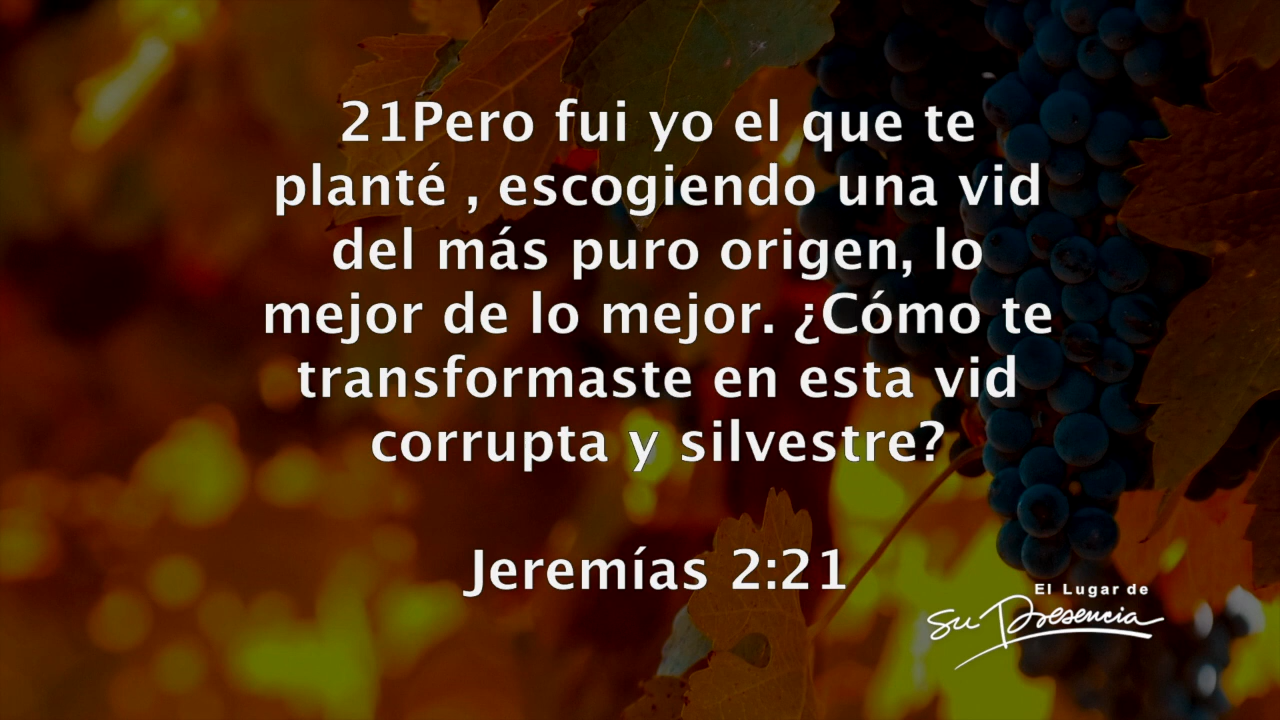 21Pero fui yo el que te
planté , escogiendo una vid
del más puro origen, lo
mejor de lo mejor. ¿Cómo te
transformaste en esta vid
corrupta y silvestre?
Jeremías 2:21
El Lugar de
Su Presencia